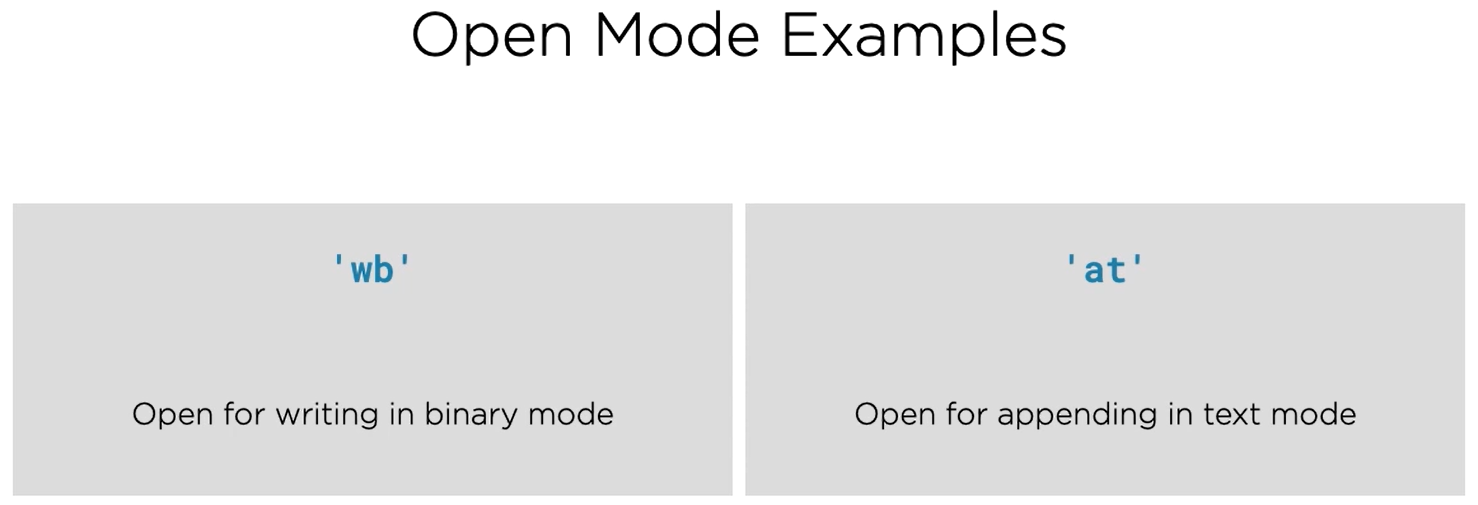 Open Mode Examples
'wb'
Open for writing in binary mode
'at'
Open for appending in text mode